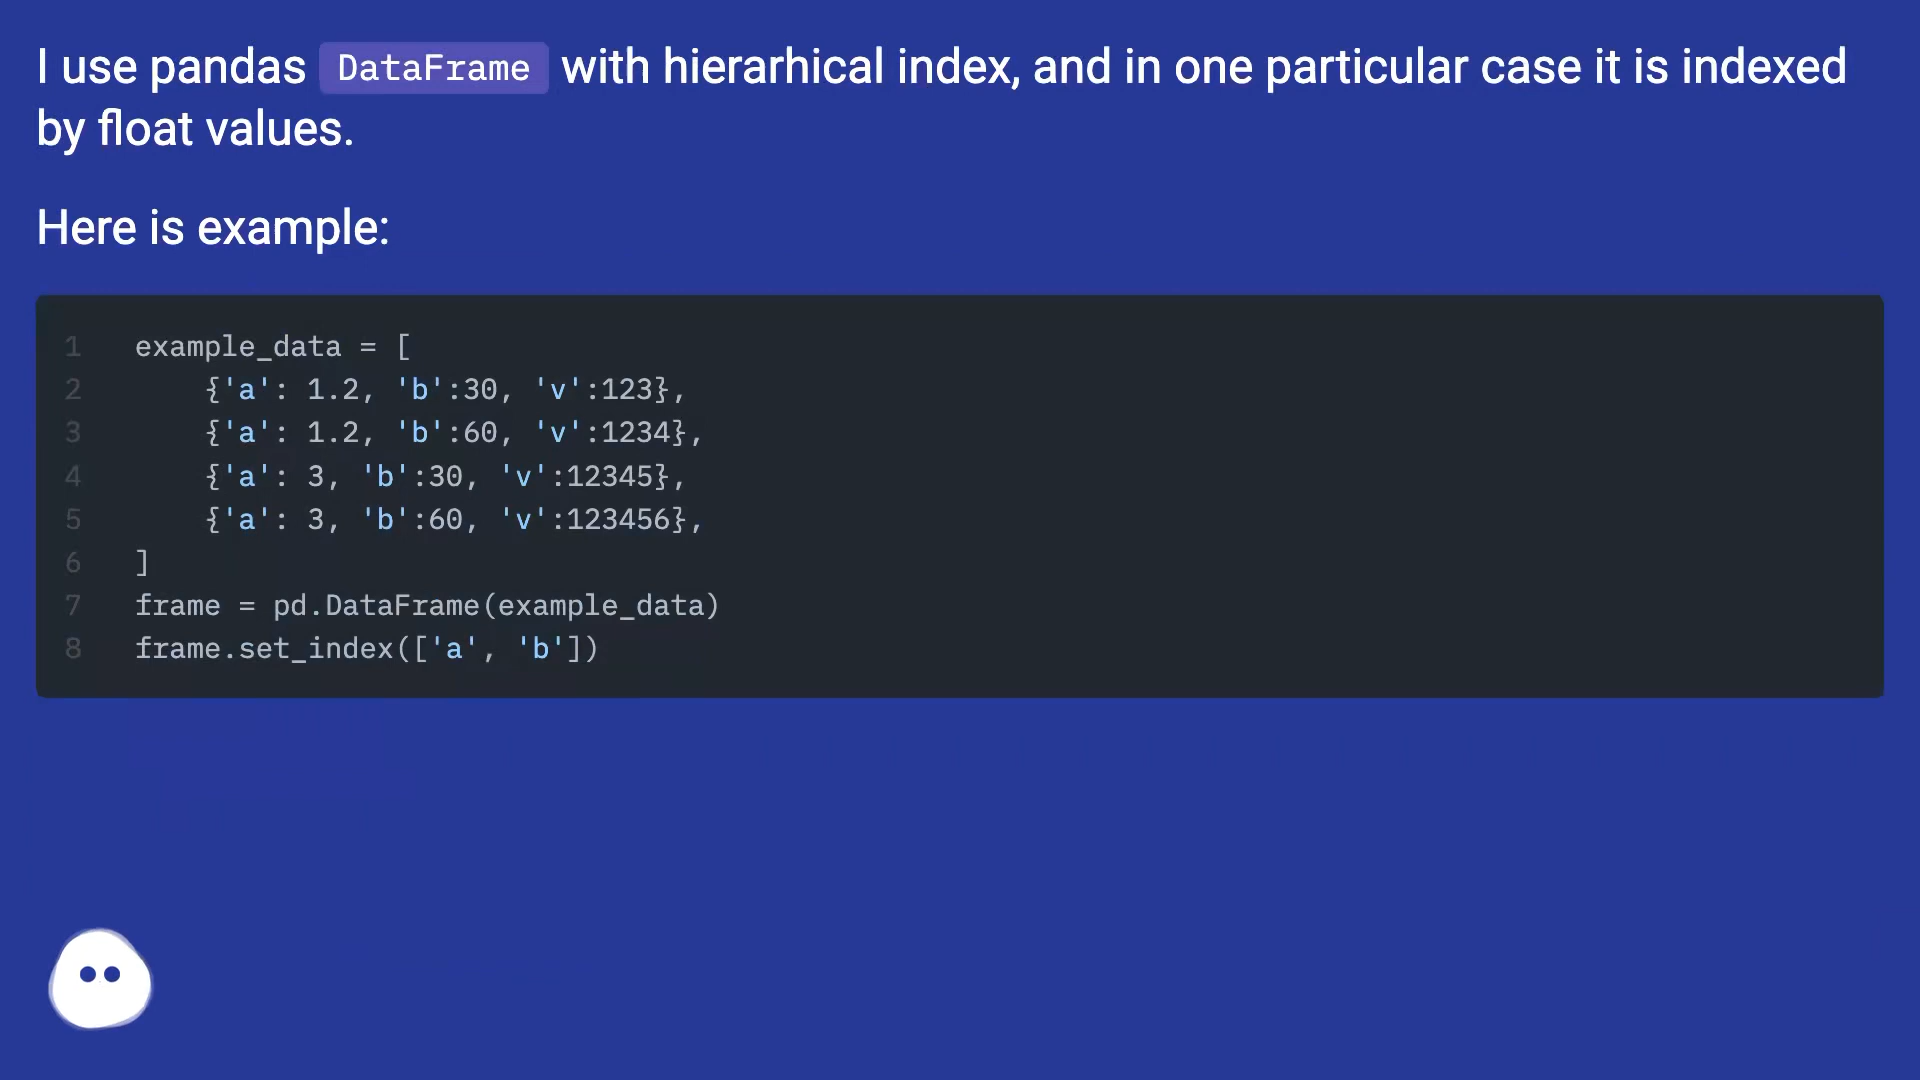 I use pandas DataFrame with hierarhical index, and in one particular case it is indexed
by float values.
Here is example:
1 example_data = [
2     {'a': 1.2, 'b':30, 'v':123},
3     {'a': 1.2, 'b':60, 'v':1234},
4     {'a': 3, 'b':30, 'v':12345},
5     {'a': 3, 'b':60, 'v':123456},
6 ]
7 frame = pd.DataFrame(example_data)
8 frame.set_index(['a', 'b'])